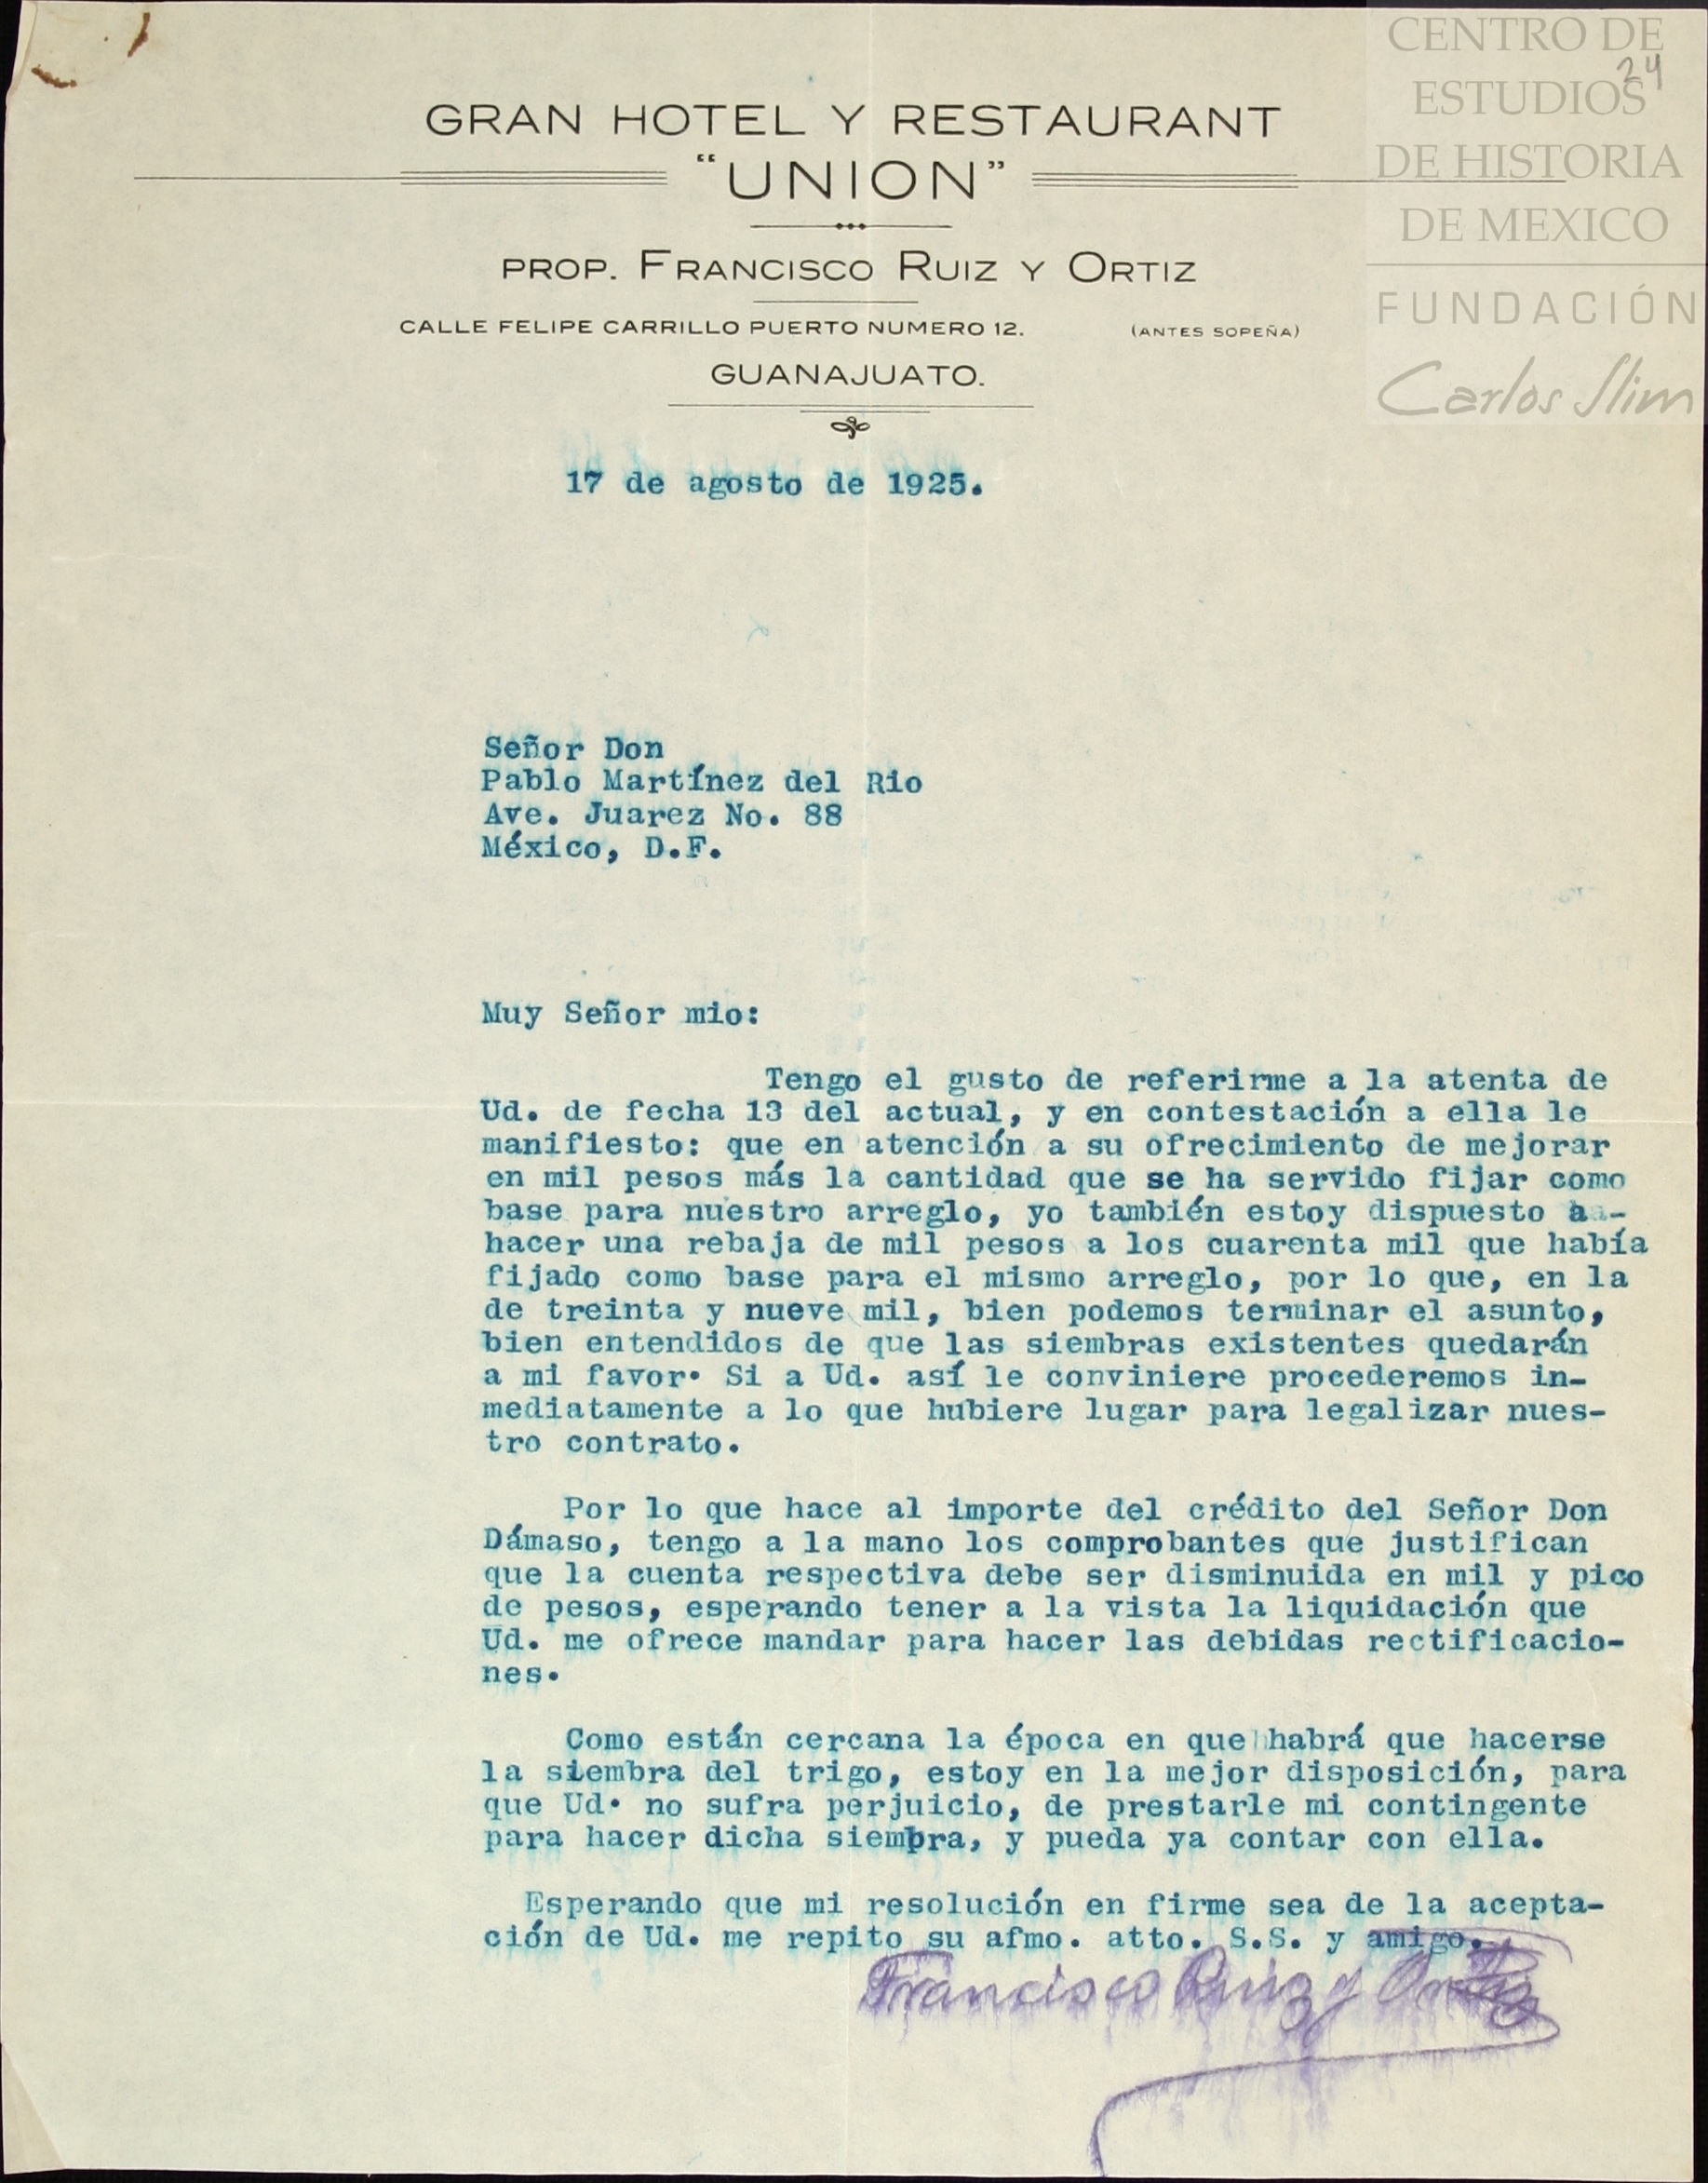 CENTRO DE
ESTUDIOS
DE HISTORIA
DE MEXICO
FUNDACIÓN
Carlos Slim
24
GRAN HOTEL Y RESTAURANT
"UNION"
PROP. FRANCISCO RUIZ Y ORTIZ
CALLE FELIPE CARRILLO PUERTO NUMERO 12. (ANTES SOPEÑA)
GUANAJUATO.
17 de agosto de 1925.
Señor Don
Pablo Martínez del Rio
Ave. Juarez No. 88
México, D.F.
Muy Señor mio:
Tengo el gusto de referirme a la atenta de
Ud. de fecha 13 del actual, y en contestación a ella le
manifiesto: que en atención a su ofrecimiento de mejorar
en mil pesos más la cantidad que se ha servido fijar como
base para nuestro arreglo, yo también estoy dispuesto a -
hacer una rebaja de mil pesos a los cuarenta mil que había
fijado como base para el mismo arreglo, por lo que, en la
de treinta y nueve mil, bien podemos terminar el asunto,
bien entendidos de que las siembras existentes quedarán
a mi favor. Si a Ud. así le conviniere procederemos in-
mediatamente a lo que hubiere lugar para legalizar nues-
tro contrato.
Por lo que hace al importe del crédito del Señor Don
Dámaso, tengo a la mano los comprobantes que justifican
que la cuenta respectiva debe ser disminuida en mil y pico
de pesos, esperando tener a la vista la liquidación que
Ud. me ofrece mandar para hacer las debidas rectificacio-
nes.
Como están cercana la época en que habrá que hacerse
la siembra del trigo, estoy en la mejor disposición, para
que Ud. no sufra perjuicio, de prestarle mi contingente
para hacer dicha siembra, y pueda ya contar con ella.
Esperando que mi resolución en firme sea de la acepta-
ción de Ud. me repito su afmo. atto. S.S. y amigo.
Francisco Ruiz y Ortiz